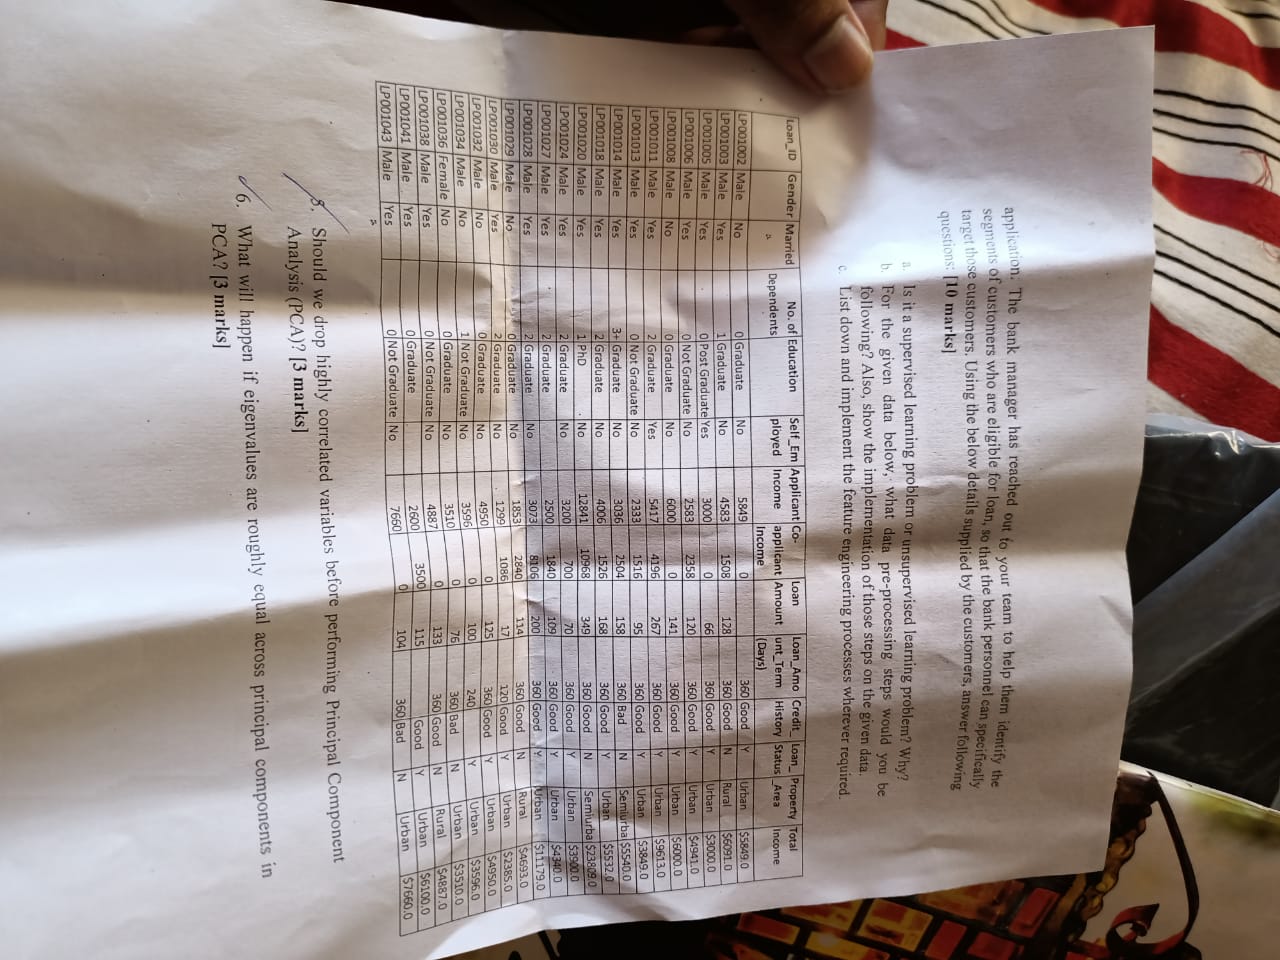 application. The bank manager has reached out to your team to help them identify the
segments of customers who are eligible for loan, so that the bank personnel can specifically
target those customers. Using the below details supplied by the customers, answer following
questions: [10 marks]
a. Is it a supervised learning problem or unsupervised learning problem? Why?
b. For the given data below, what data pre-processing steps would you be
following? Also, show the implementation of those steps on the given data.
c. List down and implement the feature engineering processes wherever required.
Loan_ID Gender Married No. of Education Self_Em Applicant Co- Loan Loan_Amo Credit_ Loan_ Property Total
Dependents ployed Income applicant Amount unt_Term History Status _Area Income
Income (Days)
LP001002 Male No 0 Graduate No 5849 0 360 Good Y Urban $5849.0
LP001003 Male Yes 1 Graduate No 4583 1508 128 360 Good N Rural $6091.0
LP001005 Male Yes 0 Post Graduate Yes 3000 0 66 360 Good Y Urban $3000.0
LP001006 Male Yes 0 Not Graduate No 2583 2358 120 360 Good Y Urban $4941.0
LP001008 Male No 0 Graduate No 6000 0 141 360 Good Y Urban $6000.0
LP001011 Male Yes 2 Graduate Yes 5417 4196 267 360 Good Y Urban $9613.0
LP001013 Male Yes 0 Not Graduate No 2333 1516 95 360 Good Y Urban $3849.0
LP001014 Male Yes 3+ Graduate No 3036 2504 158 360 Bad N Semiurba $5540.0
LP001018 Male Yes 2 Graduate No 4006 1526 168 360 Good Y Urban $5532.0
LP001020 Male Yes 1 PhD No 12841 10968 349 360 Good N Semiurba $23809.0
LP001024 Male Yes 2 Graduate No 3200 700 70 360 Good Y Urban $3900.0
LP001027 Male Yes 2 Graduate 2500 1840 109 360 Good Y Urban $4340.0
LP001028 Male Yes 2 Graduate No 3073 8106 200 360 Good Y Urban $11179.0
LP001029 Male No 0 Graduate No 1853 2840 114 360 Good N Rural $4693.0
LP001030 Male Yes 2 Graduate No 1299 1086 17 120 Good Y Urban $2385.0
LP001032 Male No 0 Graduate No 4950 0 125 360 Good Y Urban $4950.0
LP001034 Male No 1 Not Graduate No 3596 0 100 240 Y Urban $3596.0
LP001036 Female No 0 Graduate No 3510 0 76 360 Bad N Urban $3510.0
LP001038 Male Yes 0 Not Graduate No 4887 0 133 360 Good N Rural $4887.0
LP001041 Male Yes 0 Graduate 2600 3500 115 Good Y Urban $6100.0
LP001043 Male Yes 0 Not Graduate No 7660 0 104 360 Bad N Urban $7660.0
5. Should we drop highly correlated variables before performing Principal Component
Analysis (PCA)? [3 marks]
6. What will happen if eigenvalues are roughly equal across principal components in
PCA? [3 marks]